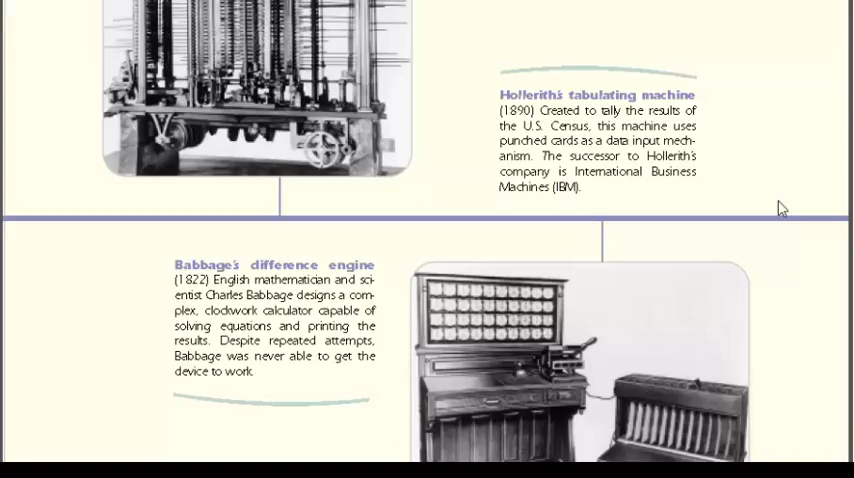 Hollerith's tabulating machine
(1890) Created to tally the results of
the U.S. Census, this machine uses
punched cards as a data input mech-
anism. The successor to Hollerith's
company is International Business
Machines (IBM).
Babbage's difference engine
(1822) English mathematician and sci-
entist Charles Babbage designs a com-
plex, clockwork calculator capable of
solving equations and printing the
results. Despite repeated attempts,
Babbage was never able to get the
device to work.